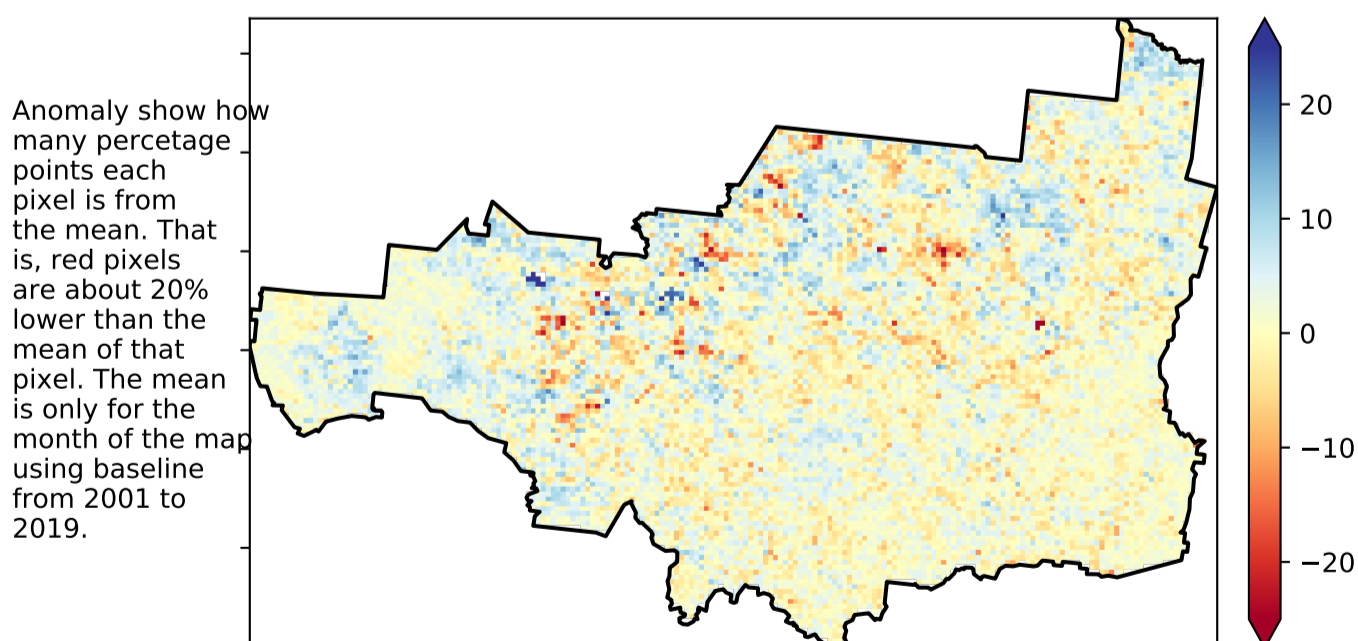 Anomaly show how
many percetage
points each
pixel is from
the mean. That
is, red pixels
are about 20%
lower than the
mean of that
pixel. The mean
is only for the
month of the map
using baseline
from 2001 to
2019.
20
10
0
−10
−20